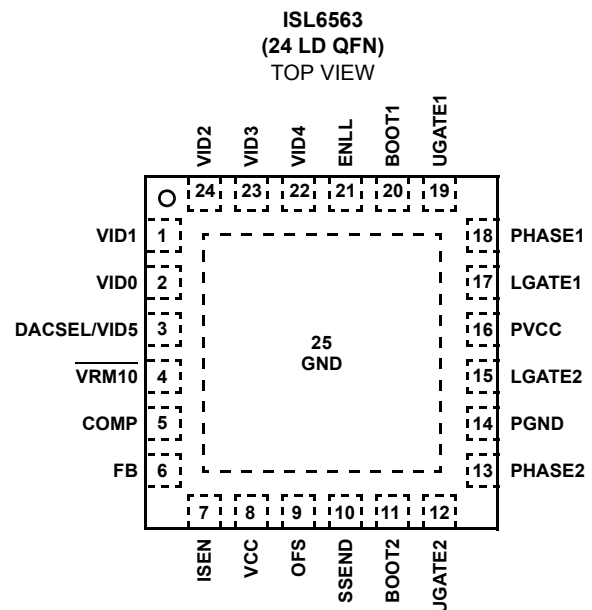 ISL6563
(24 LD QFN)
TOP VIEW
VID2
VID3
VID4
ENLL
BOOT1
UGATE1
24
23
22
21
20
19
VID1
1
18
PHASE1
VID0
2
17
LGATE1
DACSEL/VID5
3
16
PVCC
25
GND
VRM10
4
15
LGATE2
COMP
5
14
PGND
FB
6
13
PHASE2
7
8
9
10
11
12
ISEN
VCC
OFS
SSEND
BOOT2
UGATE2